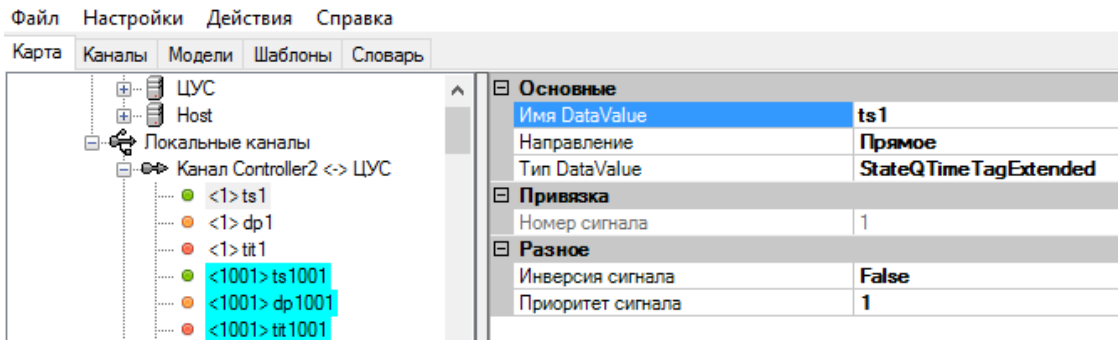 Файл Настройки Действия Справка
Карта Каналы Модели Шаблоны Словарь
ЦУС
Host
Локальные каналы
Канал Controller2 <-> ЦУС
<1> ts1
<1> dp1
<1> tit1
<1001> ts1001
<1001> dp1001
<1001> tit1001
Основные
Имя DataValue ts1
Направление Прямое
Тип DataValue StateQTimeTagExtended
Привязка
Номер сигнала 1
Разное
Инверсия сигнала False
Приоритет сигнала 1